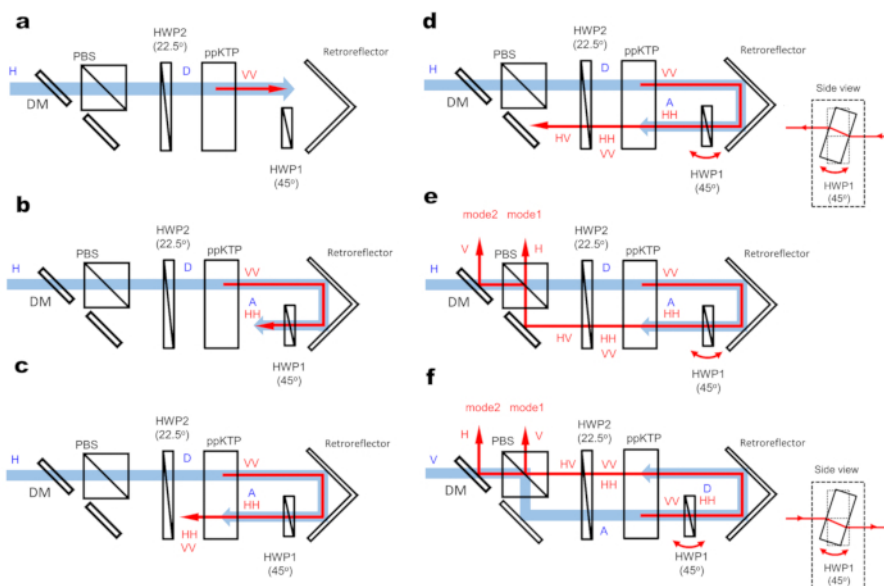 a
HWP2
(22.5°)
PBS
ppKTP
Retroreflector
H
D
VV
DM
HWP1
(45°)
b
HWP2
(22.5°)
PBS
ppKTP
Retroreflector
H
D
VV
A
HH
DM
HWP1
(45°)
c
HWP2
(22.5°)
PBS
ppKTP
Retroreflector
H
D
VV
A
HH
DM
HH
VV
HWP1
(45°)
d
HWP2
(22.5°)
PBS
ppKTP
Retroreflector
H
D
VV
Side view
A
HH
DM
HV
HH
VV
HWP1
(45°)
HWP1
(45°)
e
mode2
mode1
HWP2
(22.5°)
V
PBS
H
ppKTP
Retroreflector
H
D
VV
A
HH
DM
HV
HH
VV
HWP1
(45°)
f
mode2
mode1
HWP2
(22.5°)
H
PBS
V
ppKTP
Retroreflector
V
HV
VV
HH
Side view
D
VV
HH
DM
A
HWP1
(45°)
HWP1
(45°)